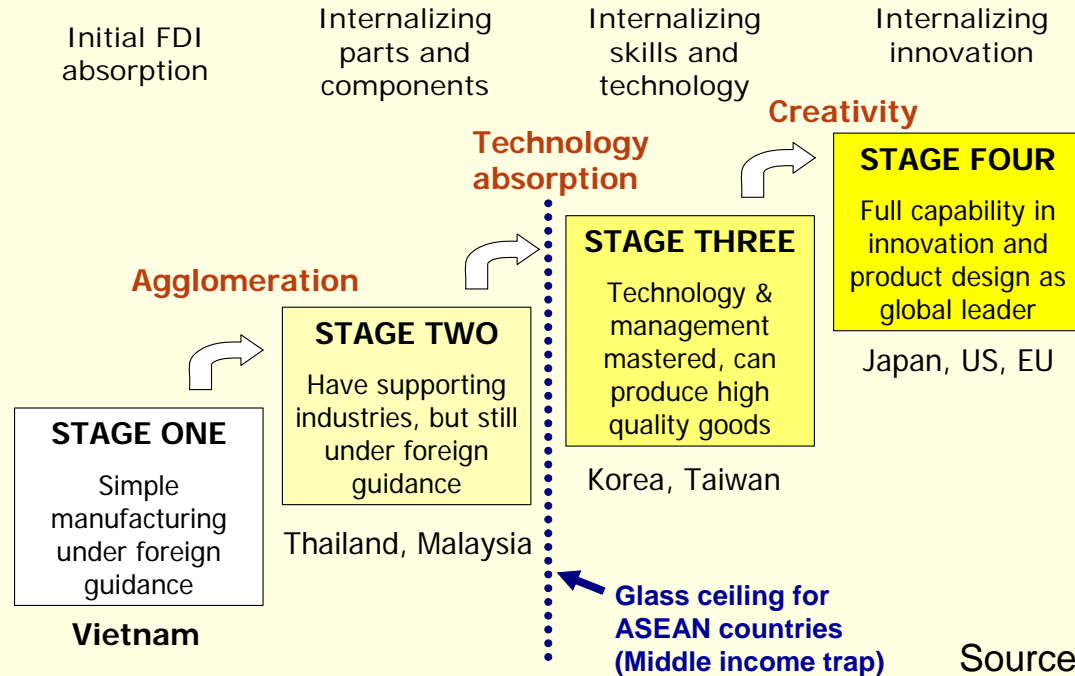 Initial FDI
absorption
Internalizing
parts and
components
Internalizing
skills and
technology
Internalizing
innovation
Creativity
Technology
absorption
Agglomeration
STAGE FOUR
Full capability in
innovation and
product design as
global leader
Japan, US, EU
STAGE THREE
Technology &
management
mastered, can
produce high
quality goods
Korea, Taiwan
STAGE TWO
Have supporting
industries, but still
under foreign
guidance
Thailand, Malaysia
STAGE ONE
Simple
manufacturing
under foreign
guidance
Vietnam
Glass ceiling for
ASEAN countries
(Middle income trap)
Source